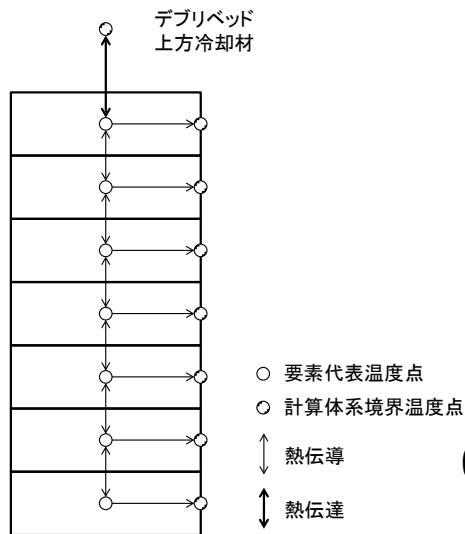 デブリベッド
上方冷却材
要素代表温度点
計算体系境界温度点
熱伝導
熱伝達